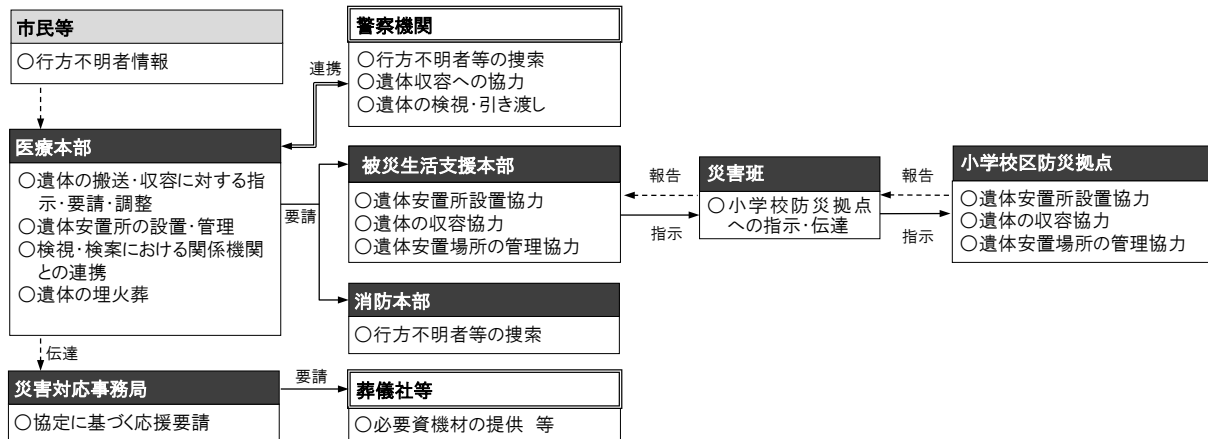 市民等
○行方不明者情報
警察機関
○行方不明者等の捜索
○遺体収容への協力
○遺体の検視・引き渡し
連携
医療本部
○遺体の搬送・収容に対する指
示・要請・調整
○遺体安置所の設置・管理
○検視・検案における関係機関
との連携
○遺体の埋火葬
要請
被災生活支援本部
○遺体安置所設置協力
○遺体の収容協力
○遺体安置場所の管理協力
報告
指示
災害班
○小学校防災拠点
への指示・伝達
報告
指示
小学校区防災拠点
○遺体安置所設置協力
○遺体の収容協力
○遺体安置場所の管理協力
消防本部
○行方不明者等の捜索
伝達
災害対応事務局
○協定に基づく応援要請
要請
葬儀社等
○必要資機材の提供 等